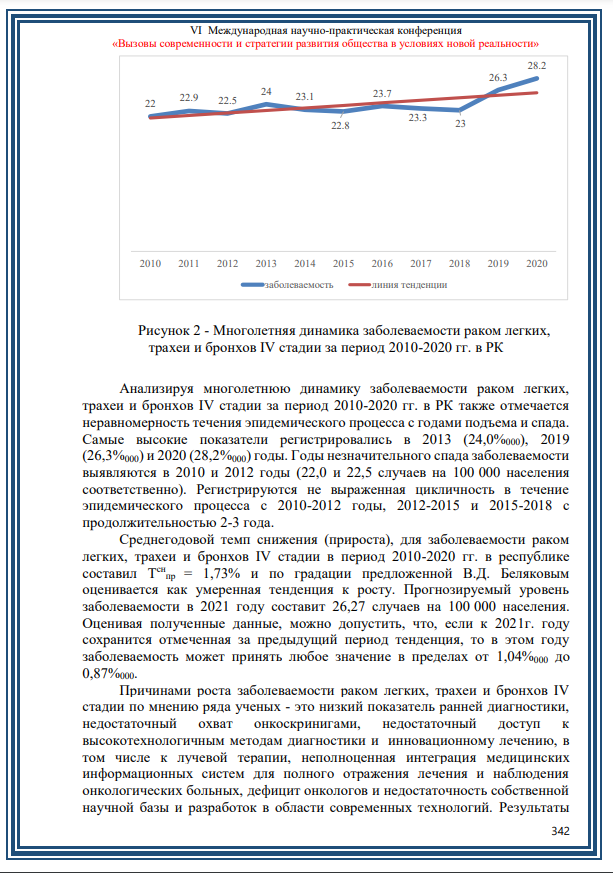 VI Международная научно-практическая конференция
«Вызовы современности и стратегии развития общества в условиях новой реальности»
22
22.9
22.5
24
23.1
22.8
23.7
23.3
23
26.3
28.2
2010 2011 2012 2013 2014 2015 2016 2017 2018 2019 2020
заболеваемость линия тенденции
Рисунок 2 - Многолетняя динамика заболеваемости раком легких,
трахеи и бронхов IV стадии за период 2010-2020 гг. в РК
Анализируя многолетнюю динамику заболеваемости раком легких,
трахеи и бронхов IV стадии за период 2010-2020 гг. в РК также отмечается
неравномерность течения эпидемического процесса с годами подъема и спада.
Самые высокие показатели регистрировались в 2013 (24,0%₀₀₀), 2019
(26,3%₀₀₀) и 2020 (28,2%₀₀₀) годы. Годы незначительного спада заболеваемости
выявляются в 2010 и 2012 годы (22,0 и 22,5 случаев на 100 000 населения
соответственно). Регистрируются не выраженная цикличность в течение
эпидемического процесса с 2010-2012 годы, 2012-2015 и 2015-2018 с
продолжительностью 2-3 года.
Среднегодовой темп снижения (прироста), для заболеваемости раком
легких, трахеи и бронхов IV стадии в период 2010-2020 гг. в республике
составил Тᶜᴴпр = 1,73% и по градации предложенной В.Д. Беляковым
оценивается как умеренная тенденция к росту. Прогнозируемый уровень
заболеваемости в 2021 году составит 26,27 случаев на 100 000 населения.
Оценивая полученные данные, можно допустить, что, если к 2021г. году
сохранится отмеченная за предыдущий период тенденция, то в этом году
заболеваемость может принять любое значение в пределах от 1,04%₀₀₀ до
0,87%₀₀₀.
Причинами роста заболеваемости раком легких, трахеи и бронхов IV
стадии по мнению ряда ученых - это низкий показатель ранней диагностики,
недостаточный охват онкоскринигами, недостаточный доступ к
высокотехнологичным методам диагностики и инновационному лечению, в
том числе к лучевой терапии, неполноценная интеграция медицинских
информационных систем для полного отражения лечения и наблюдения
онкологических больных, дефицит онкологов и недостаточность собственной
научной базы и разработок в области современных технологий. Результаты
342